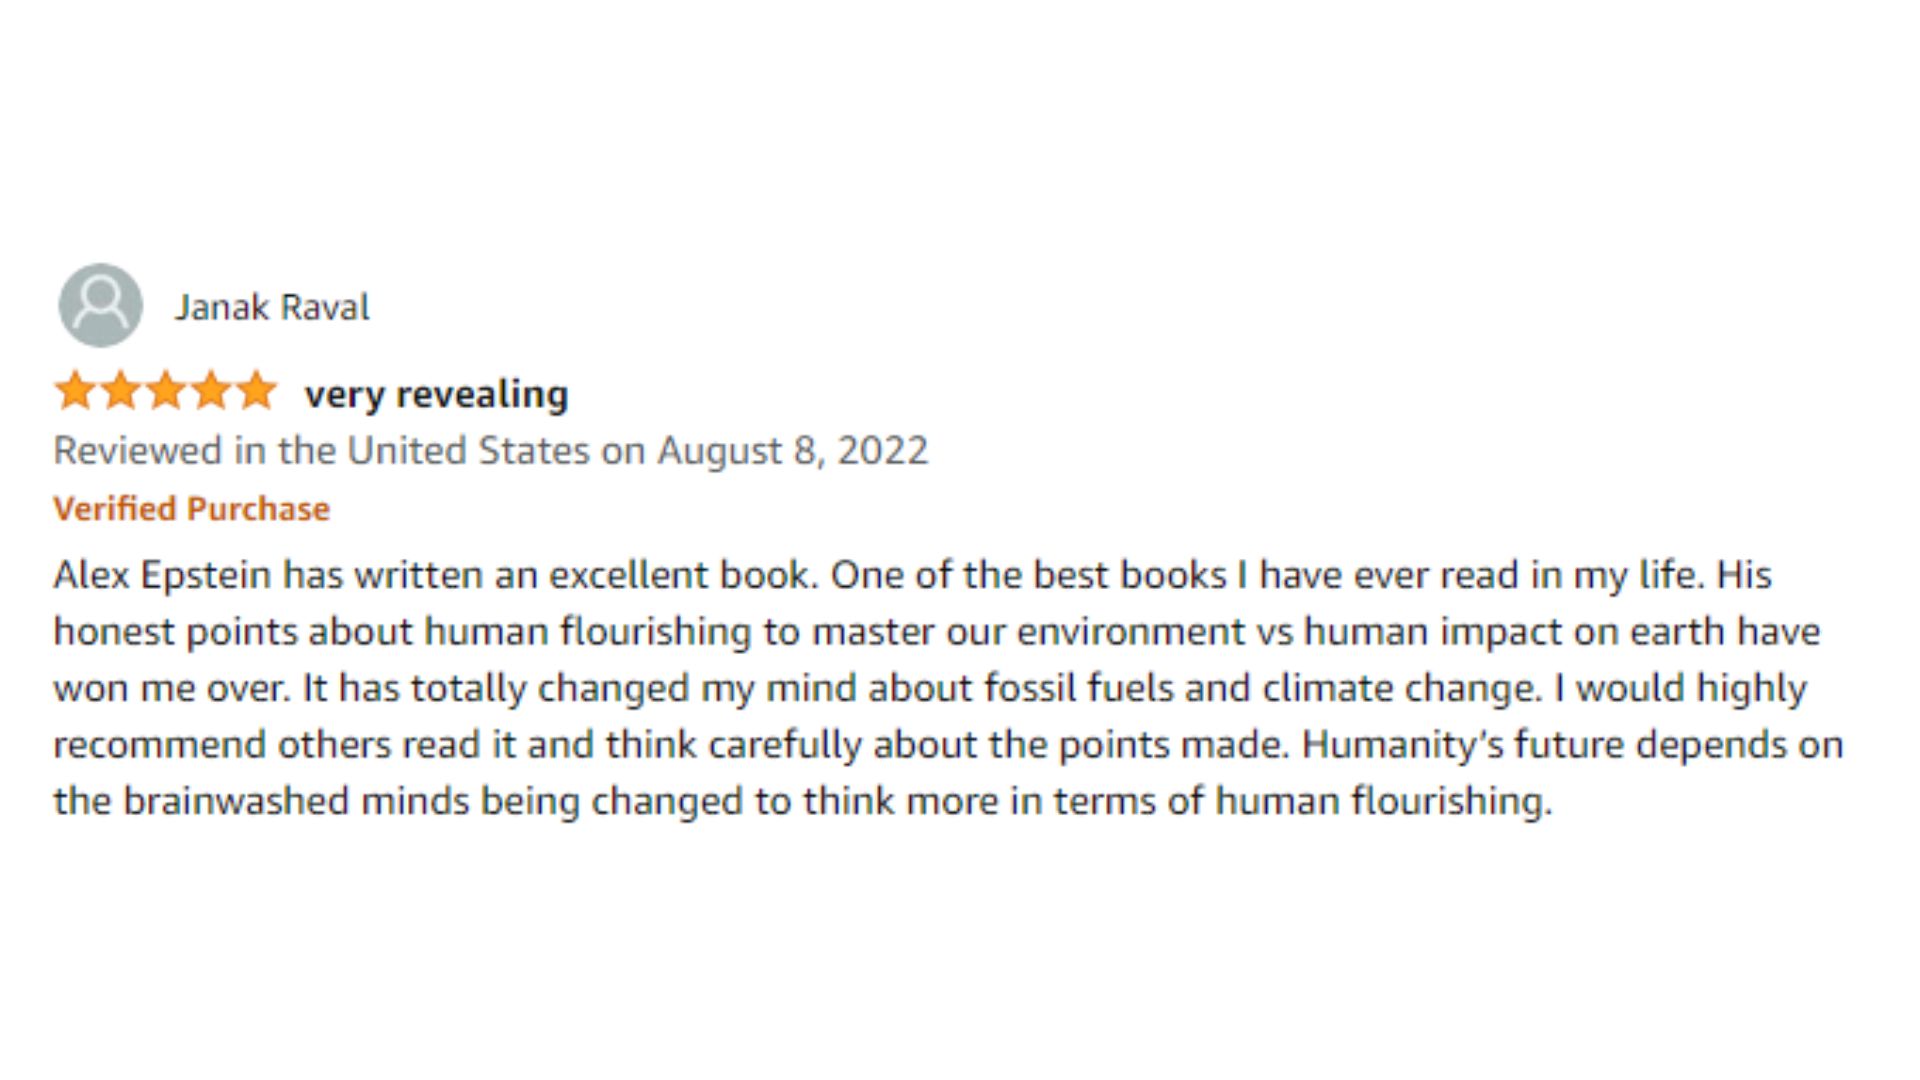 Janak Raval
very revealing
Reviewed in the United States on August 8, 2022
Verified Purchase
Alex Epstein has written an excellent book. One of the best books I have ever read in my life. His
honest points about human flourishing to master our environment vs human impact on earth have
won me over. It has totally changed my mind about fossil fuels and climate change. I would highly
recommend others read it and think carefully about the points made. Humanity’s future depends on
the brainwashed minds being changed to think more in terms of human flourishing.